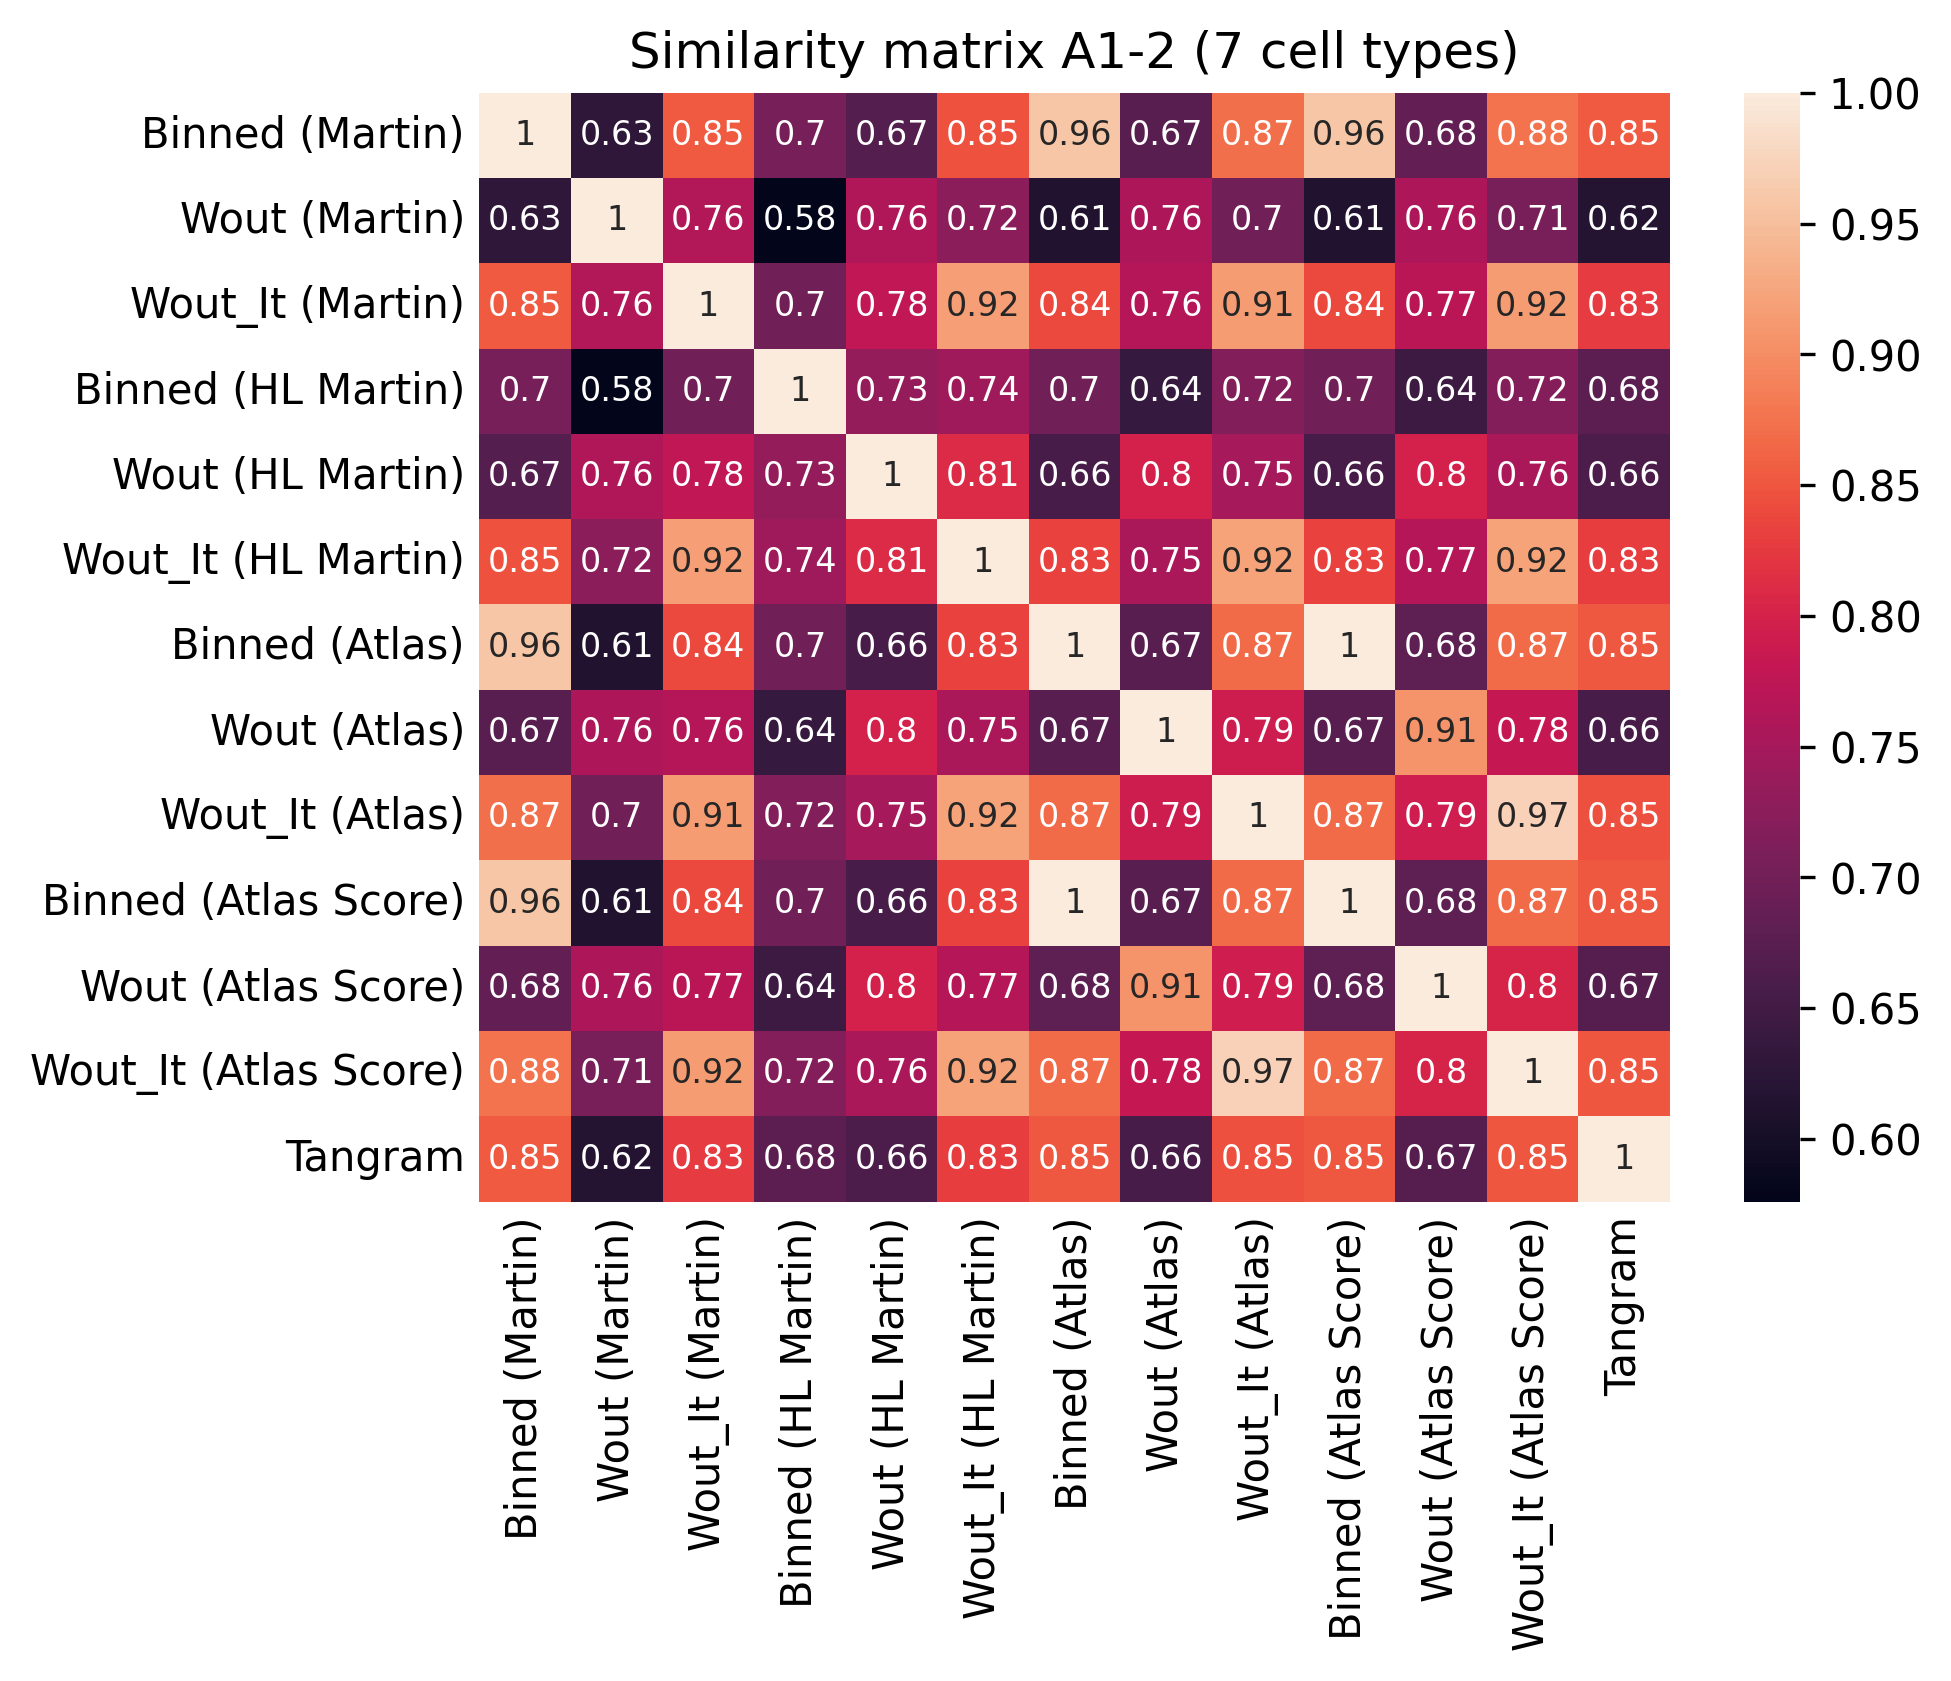 Similarity matrix A1-2 (7 cell types)
Binned (Martin) 1 0.63 0.85 0.7 0.67 0.85 0.96 0.67 0.87 0.96 0.68 0.88 0.85
Wout (Martin) 0.63 1 0.76 0.58 0.76 0.72 0.61 0.76 0.7 0.61 0.76 0.71 0.62
Wout_It (Martin) 0.85 0.76 1 0.7 0.78 0.92 0.84 0.76 0.91 0.84 0.77 0.92 0.83
Binned (HL Martin) 0.7 0.58 0.7 1 0.73 0.74 0.7 0.64 0.72 0.7 0.64 0.72 0.68
Wout (HL Martin) 0.67 0.76 0.78 0.73 1 0.81 0.66 0.8 0.75 0.66 0.8 0.76 0.66
Wout_It (HL Martin) 0.85 0.72 0.92 0.74 0.81 1 0.83 0.75 0.92 0.83 0.77 0.92 0.83
Binned (Atlas) 0.96 0.61 0.84 0.7 0.66 0.83 1 0.67 0.87 1 0.68 0.87 0.85
Wout (Atlas) 0.67 0.76 0.76 0.64 0.8 0.75 0.67 1 0.79 0.67 0.91 0.78 0.66
Wout_It (Atlas) 0.87 0.7 0.91 0.72 0.75 0.92 0.87 0.79 1 0.87 0.79 0.97 0.85
Binned (Atlas Score) 0.96 0.61 0.84 0.7 0.66 0.83 1 0.67 0.87 1 0.68 0.87 0.85
Wout (Atlas Score) 0.68 0.76 0.77 0.64 0.8 0.77 0.68 0.91 0.79 0.68 1 0.8 0.67
Wout_It (Atlas Score) 0.88 0.71 0.92 0.72 0.76 0.92 0.87 0.78 0.97 0.87 0.8 1 0.85
Tangram 0.85 0.62 0.83 0.68 0.66 0.83 0.85 0.66 0.85 0.85 0.67 0.85 1
Binned (Martin)
Wout (Martin)
Wout_It (Martin)
Binned (HL Martin)
Wout (HL Martin)
Wout_It (HL Martin)
Binned (Atlas)
Wout (Atlas)
Wout_It (Atlas)
Binned (Atlas Score)
Wout (Atlas Score)
Wout_It (Atlas Score)
Tangram
1.00
0.95
0.90
0.85
0.80
0.75
0.70
0.65
0.60